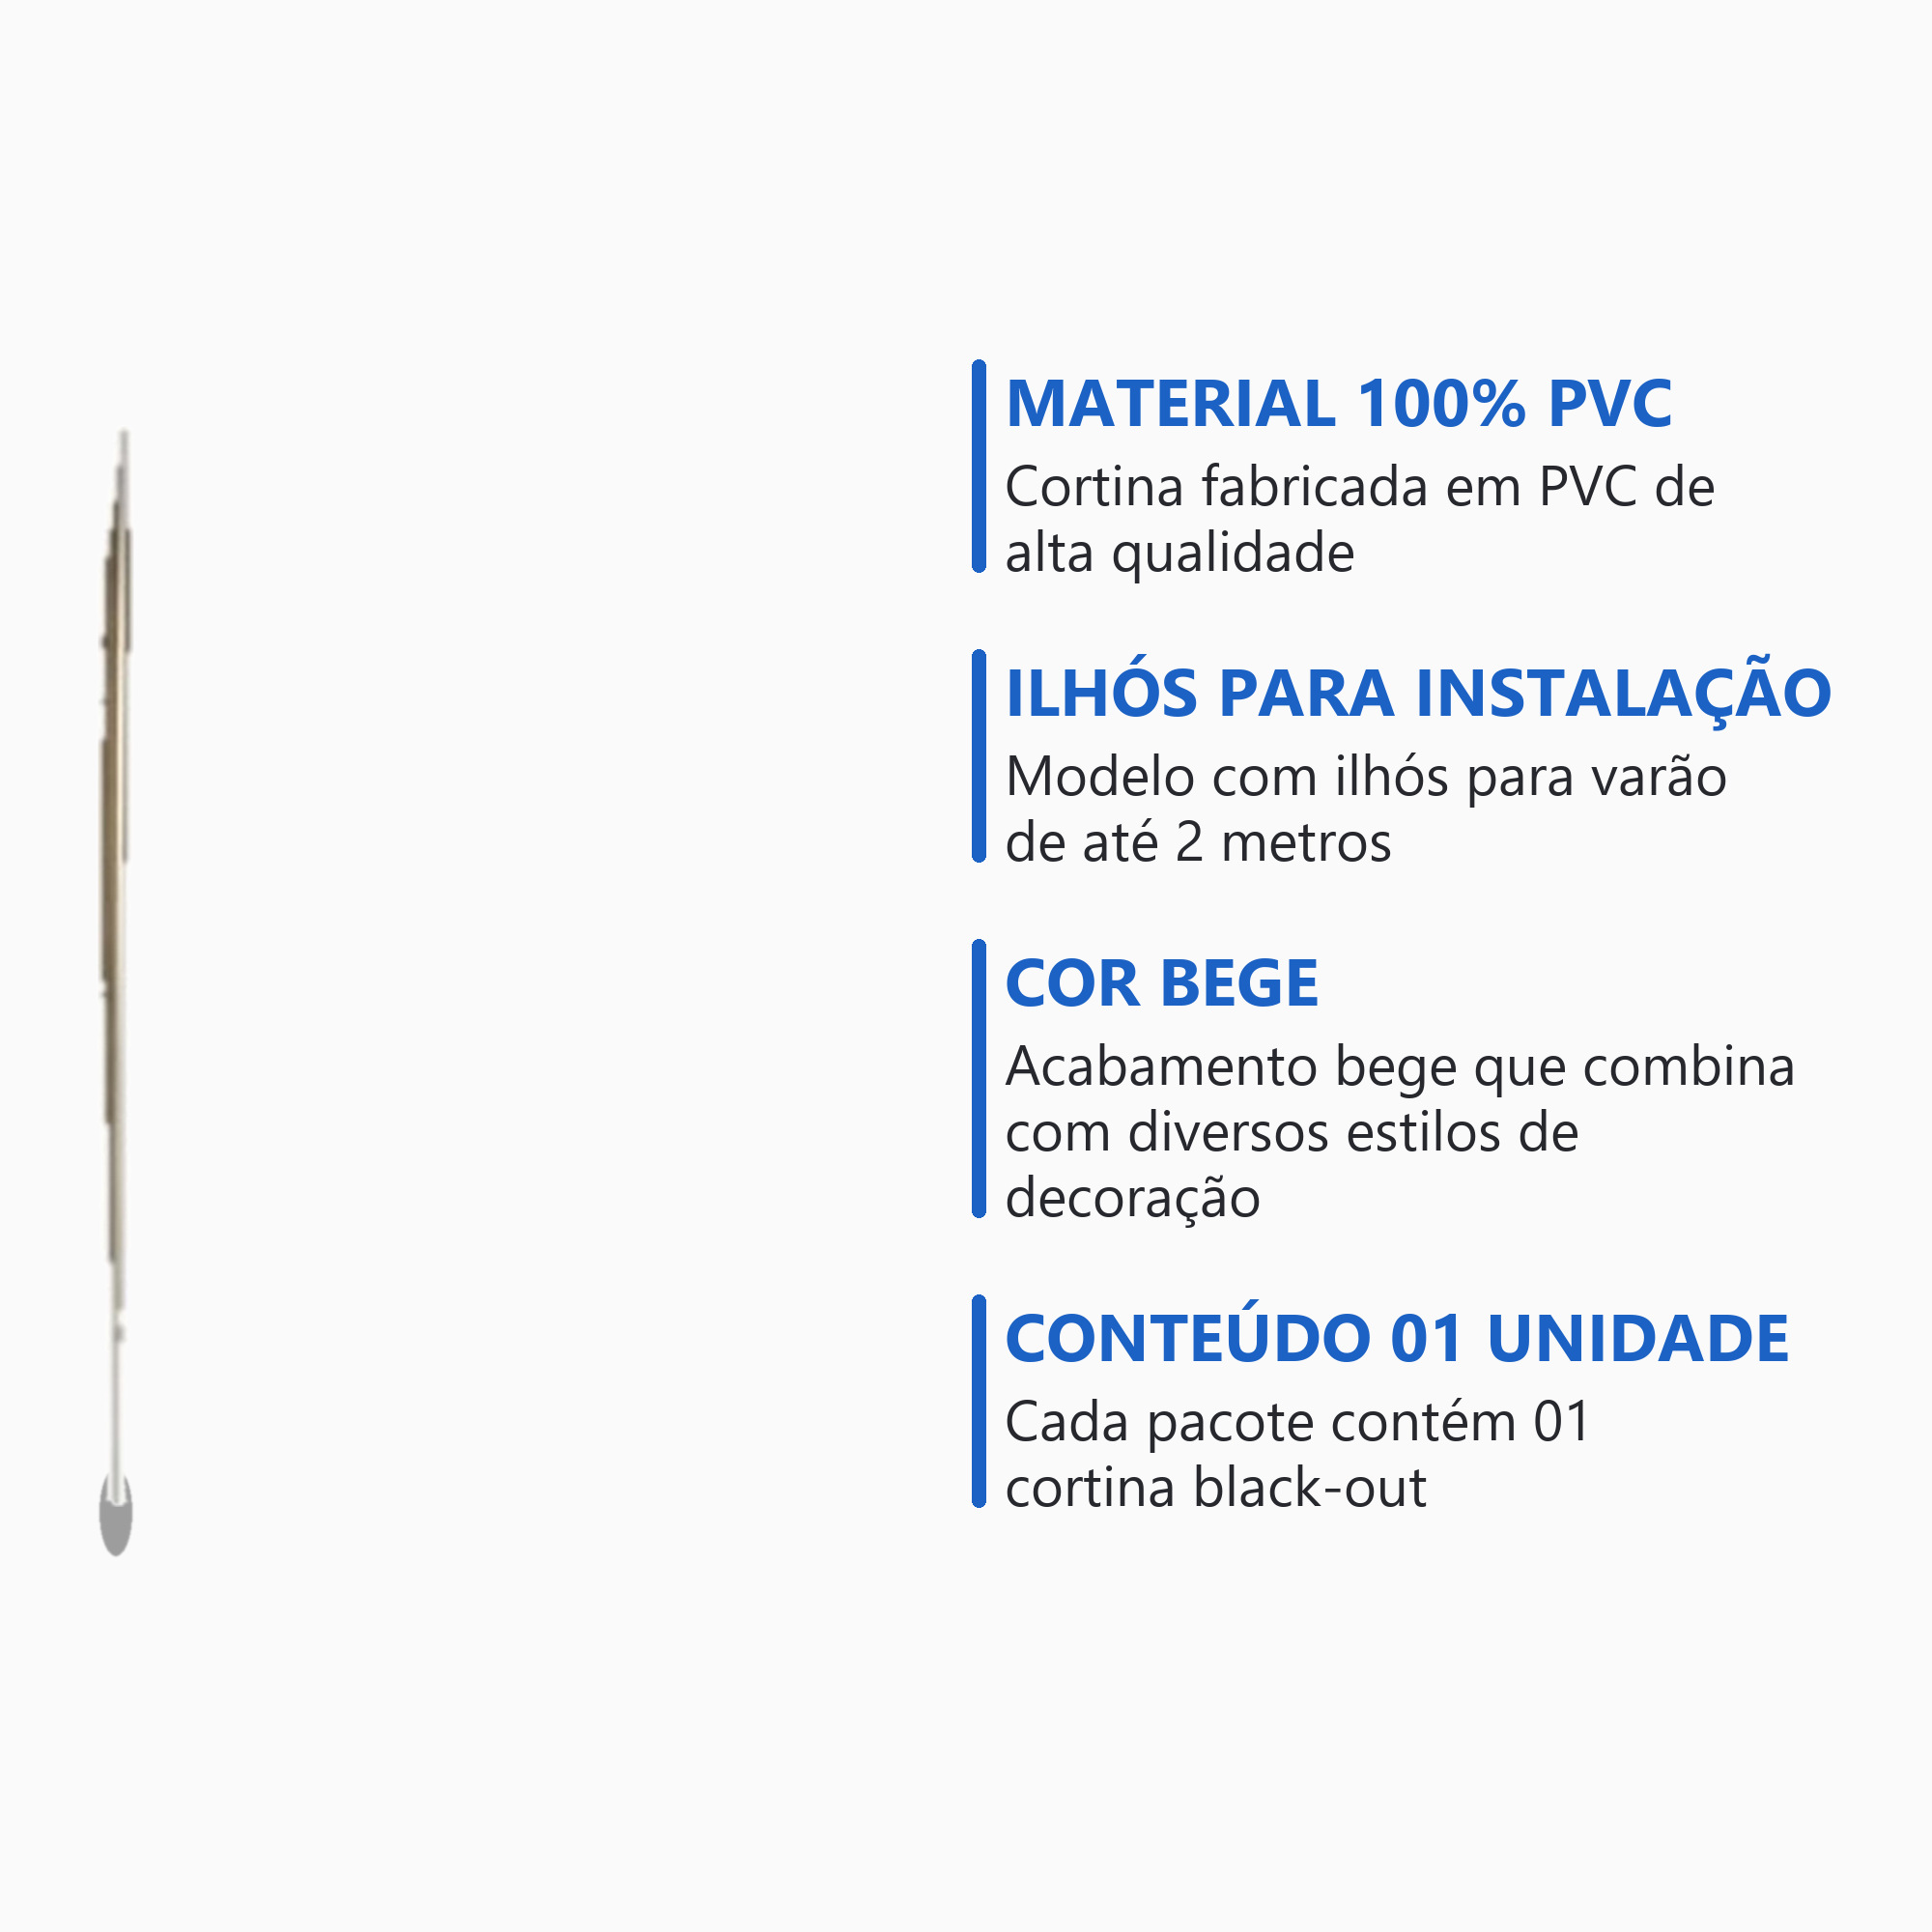 MATERIAL 100% PVC
Cortina fabricada em PVC de
alta qualidade
ILHÓS PARA INSTALAÇÃO
Modelo com ilhós para varão
de até 2 metros
COR BEGE
Acabamento bege que combina
com diversos estilos de
decoração
CONTEÚDO 01 UNIDADE
Cada pacote contém 01
cortina black-out